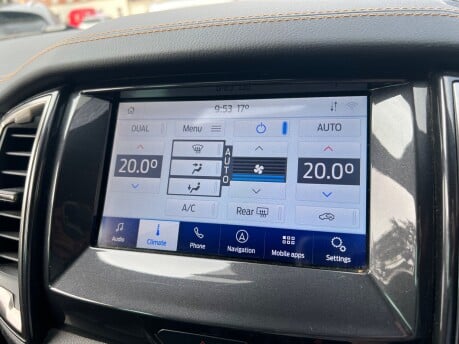 9:53 17°
DUAL Menu AUTO
20.0° AUTO 20.0°
A/C Rear
Audio Climate Phone Navigation Mobile apps Settings